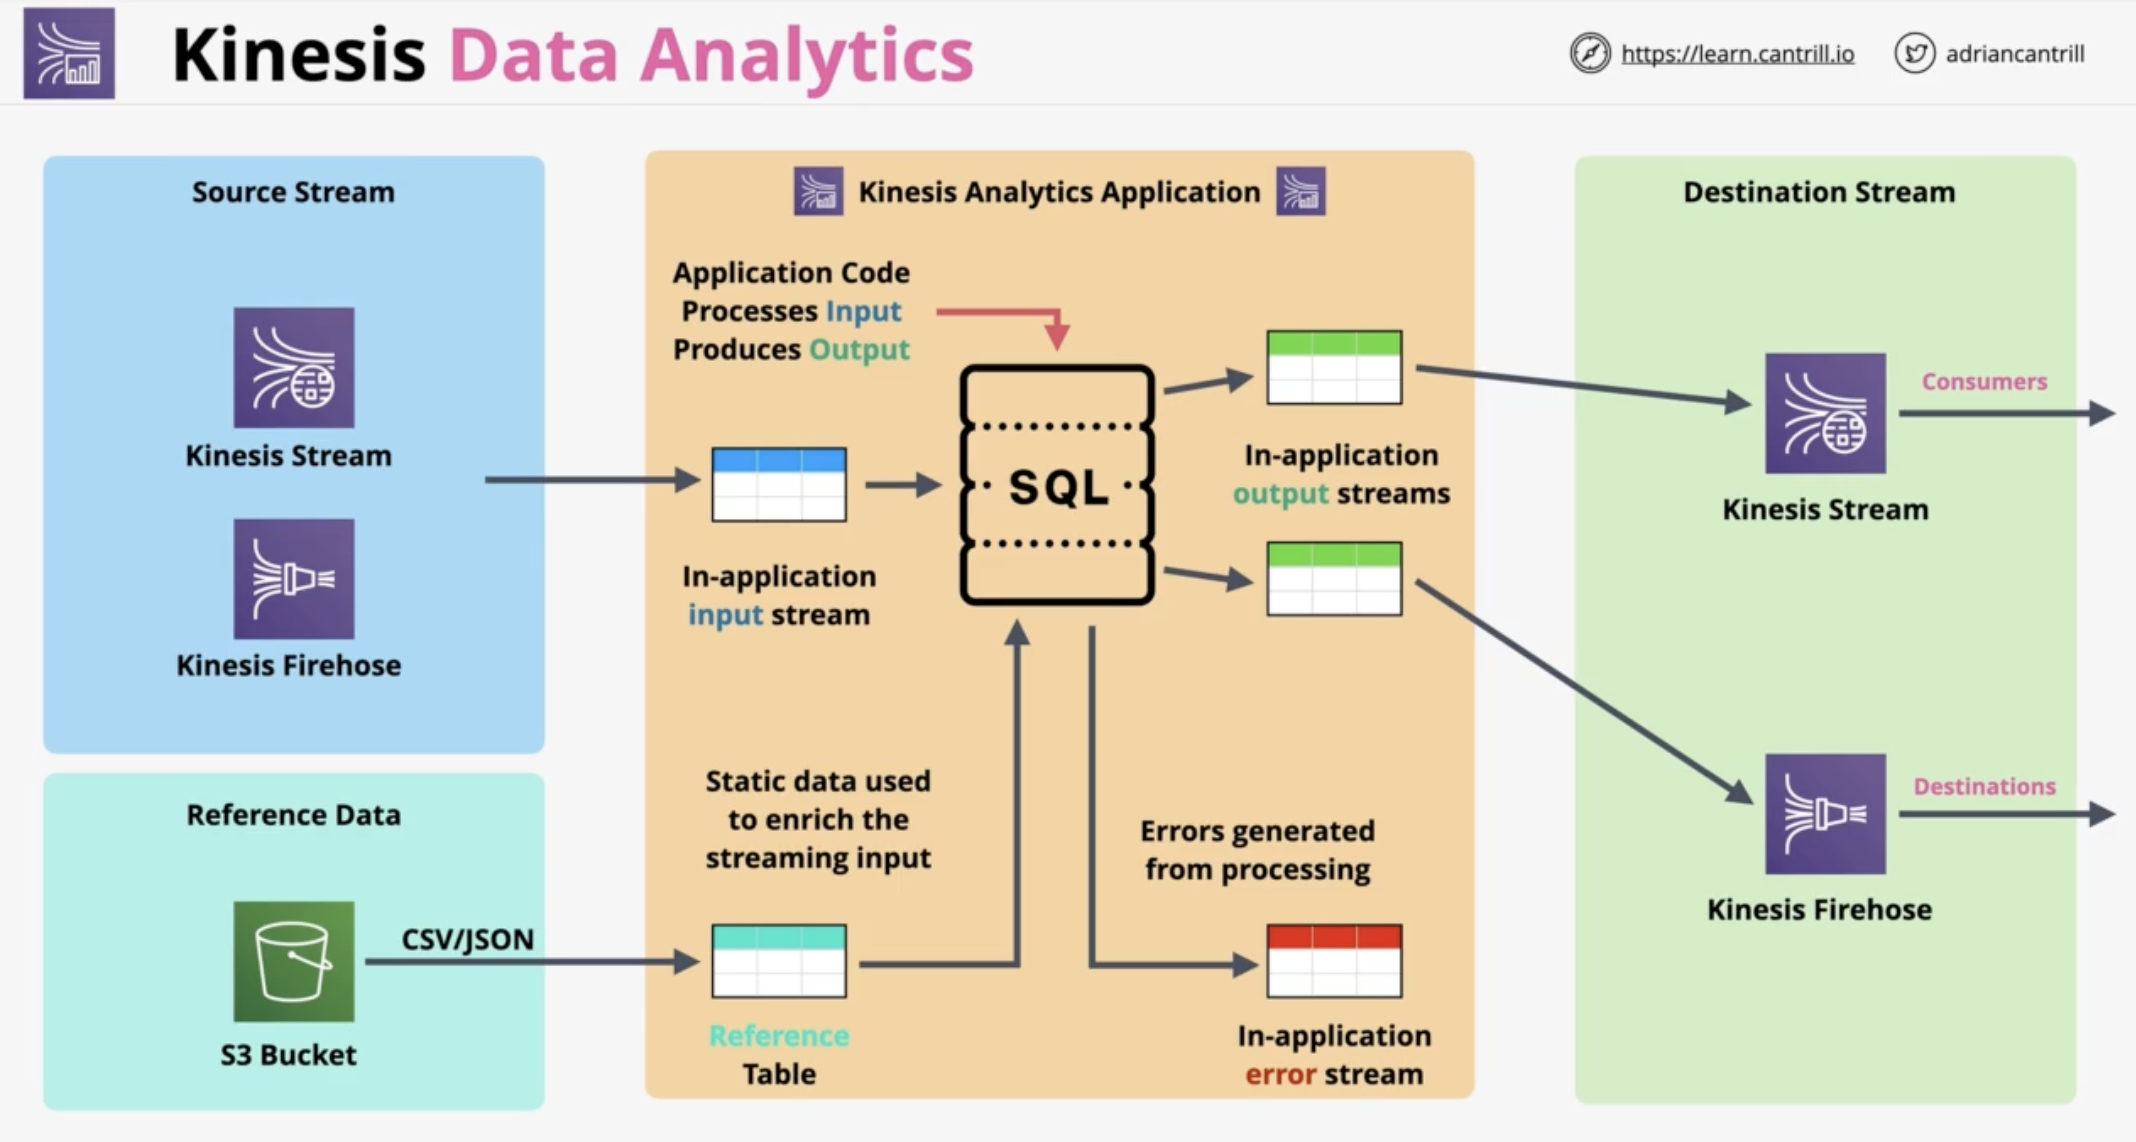 Kinesis Data Analytics
https://learn.cantrill.io
adriancantrill
Source Stream
Kinesis Stream
Kinesis Firehose
Reference Data
CSV/JSON
S3 Bucket
Kinesis Analytics Application
Application Code
Processes Input
Produces Output
In-application
input stream
SQL
In-application
output streams
Static data used
to enrich the
streaming input
Reference
Table
Errors generated
from processing
In-application
error stream
Destination Stream
Consumers
Kinesis Stream
Destinations
Kinesis Firehose